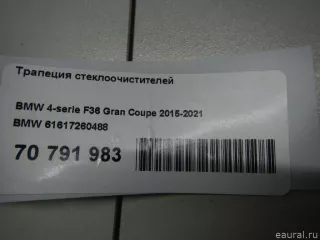 Трапеция стеклоочистителей
BMW 4-serie F36 Gran Coupe 2015-2021
BMW 61617260488
70 791 983
eaural.ru